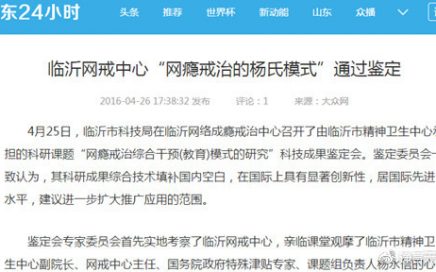 东24小时 头条 推荐 世界杯 新动能 山东 众播
临沂网戒中心“网瘾戒治的杨氏模式”通过鉴定
2016-04-26 17:38:32 发布 评论：1 来源：大众网
4月25日，临沂市科技局在临沂网络成瘾戒治中心召开了由临沂市精神卫生中心
担的科研课题“网瘾戒治综合干预(教育)模式的研究”科技成果鉴定会。鉴定委员会一
致认为，其科研成果综合技术填补国内空白，在国际上具有显著创新性，居国际先进
水平，建议进一步扩大推广应用的范围。
鉴定会专家委员会首先实地考察了临沂网戒中心，亲临课堂观摩了临沂市精神
生中心副院长、网戒中心主任、国务院政府特殊津贴专家、课题组负责人杨永信的心